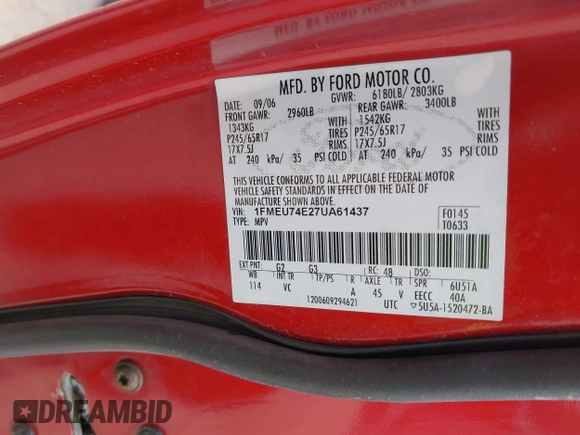 MFD. BY FORD MOTOR CO.
DATE: 09/06 GVWR: 6180LB/ 2803KG
FRONT GAWR: 2960LB REAR GAWR: 3400LB
1343KG WITH 1542KG WITH
P245/65R17 TIRES P245/65R17 TIRES
17X7.5J RIMS 17X7.5J RIMS
AT 240 kPa/ 35 PSI COLD AT 240 kPa/ 35 PSI COLD
THIS VEHICLE CONFORMS TO ALL APPLICABLE FEDERAL MOTOR
VEHICLE SAFETY STANDARDS IN EFFECT ON THE DATE OF
MANUFACTURE SHOWN ABOVE.
VIN: 1FMEU74E27UA61437 F0145
TYPE: MPV T0633
EXT PNT: G2 G3 RC: 48 DSO:
WB INT TR TP/PS R AXLE TR SPR 6U51A
114 VC A 45 V EECC 40A
1200609294621 UTC ▽5U5A-1520472-BA
Ford
DREAMBID